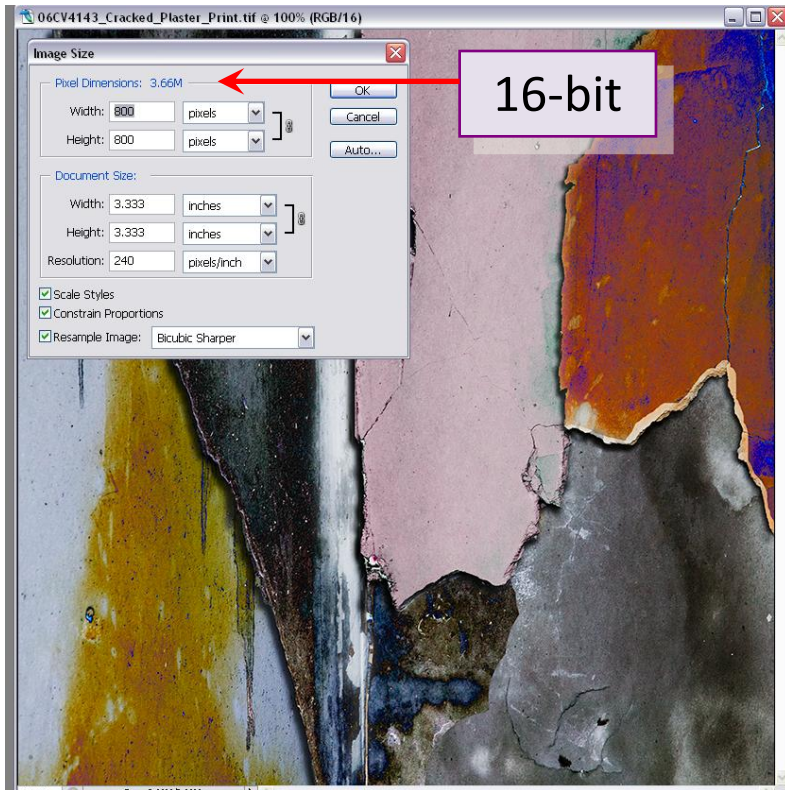 06CV4143_Cracked_Plaster_Print.tif @ 100% (RGB/16)
Image Size
Pixel Dimensions: 3.66M
Width: 800 pixels
Height: 800 pixels
OK
Cancel
Auto...
16-bit
Document Size:
Width: 3.333 inches
Height: 3.333 inches
Resolution: 240 pixels/inch
Scale Styles
Constrain Proportions
Resample Image: Bicubic Sharper